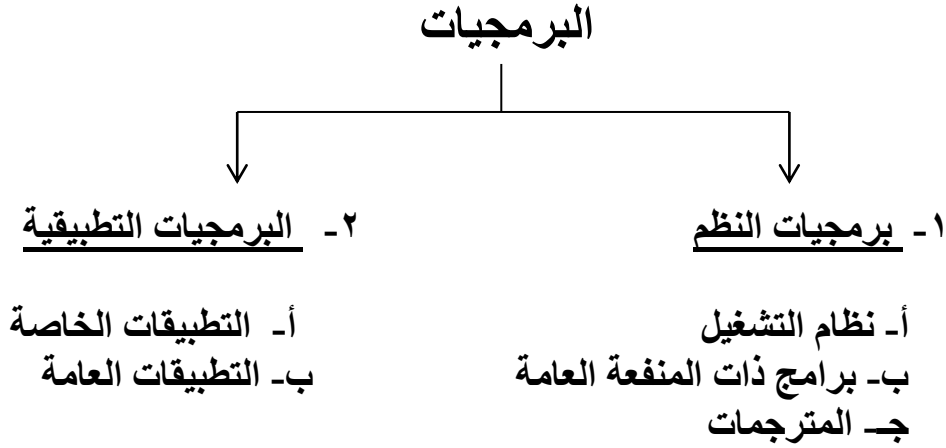 البرمجيات
١- برمجيات النظم
٢- البرمجيات التطبيقية
أ- نظام التشغيل
أ- التطبيقات الخاصة
ب- برامج ذات المنفعة العامة
ب- التطبيقات العامة
جـ- المترجمات